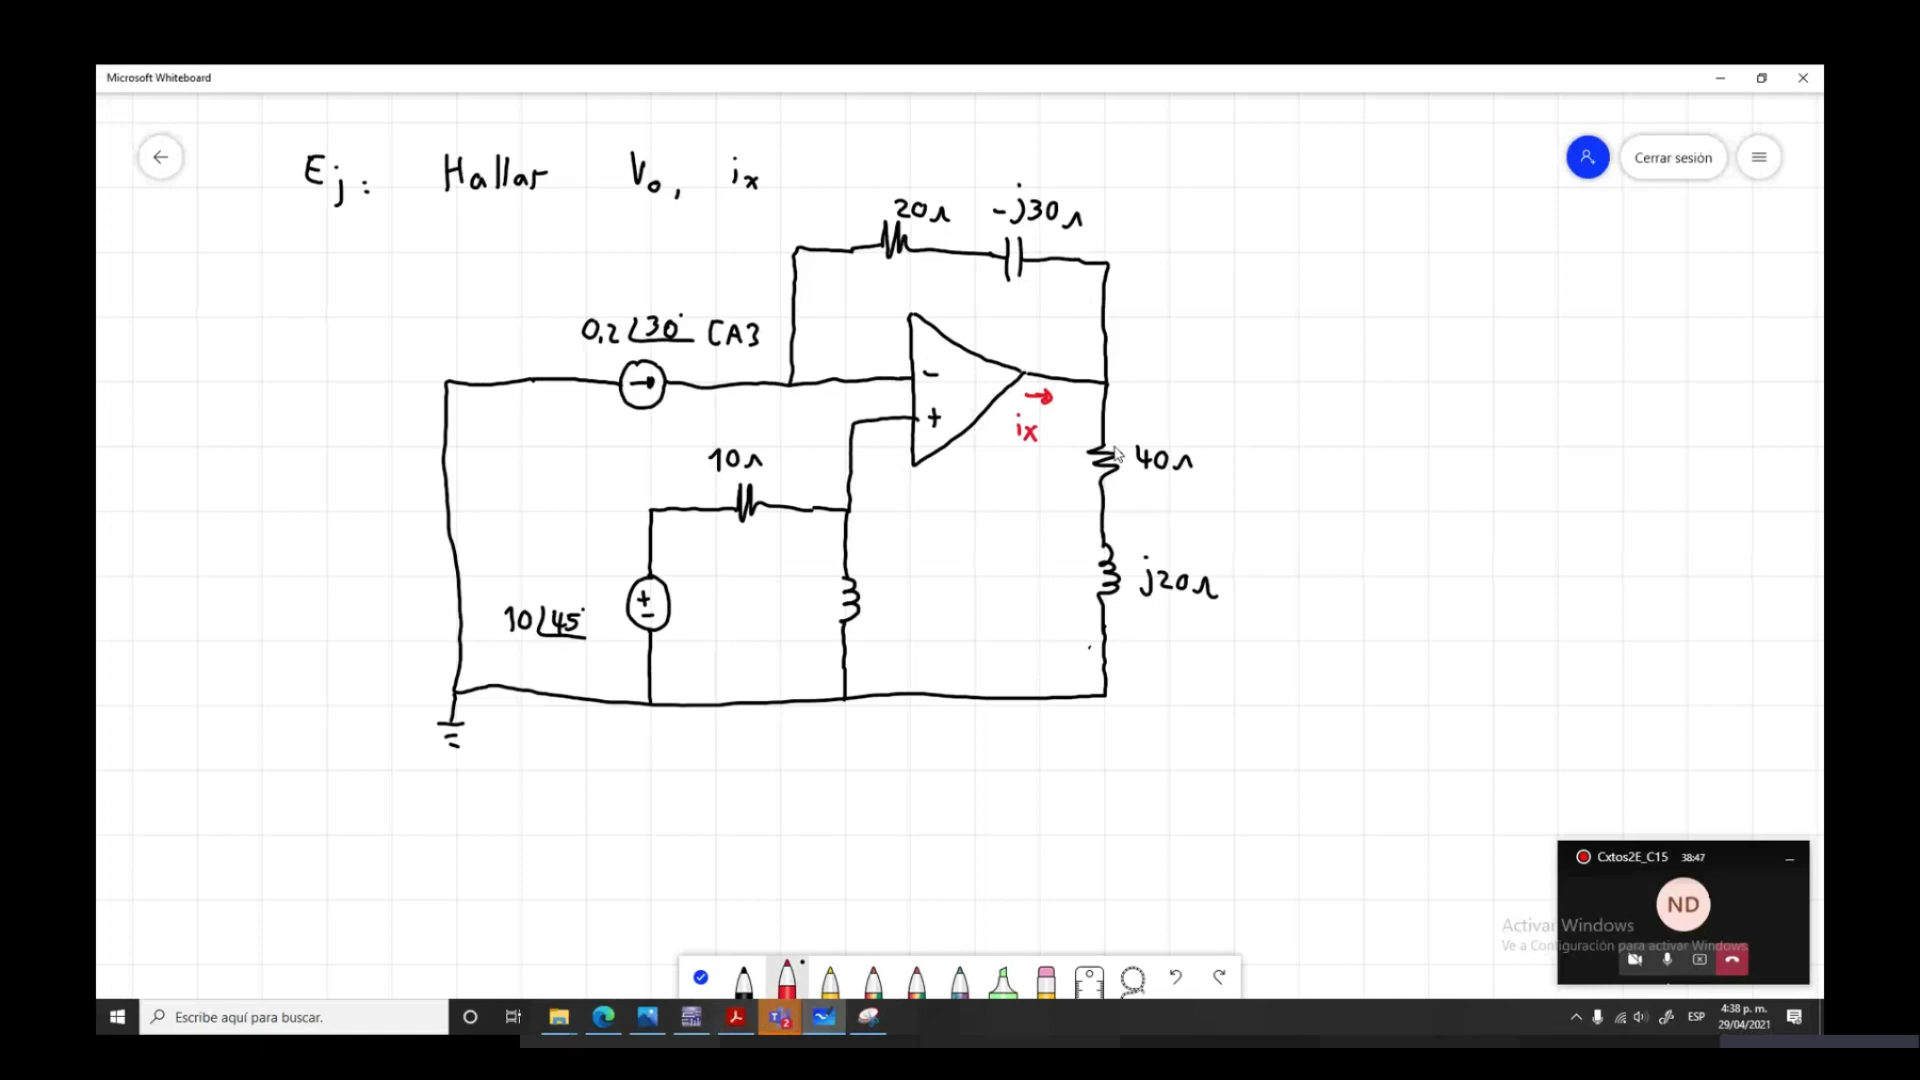 Microsoft Whiteboard
Cerrar sesión
Ej: Hallar Vo, ix
20Ω -j30Ω
0,2∠30° [A]
-
+
ix
10Ω
40Ω
+
-
10∠45°
j20Ω
Cxtos2E_C15 38:47
ND
Activar Windows
Ve a Configuración para activar Windows.
Escribe aquí para buscar.
ESP
4:38 p. m.
29/04/2021